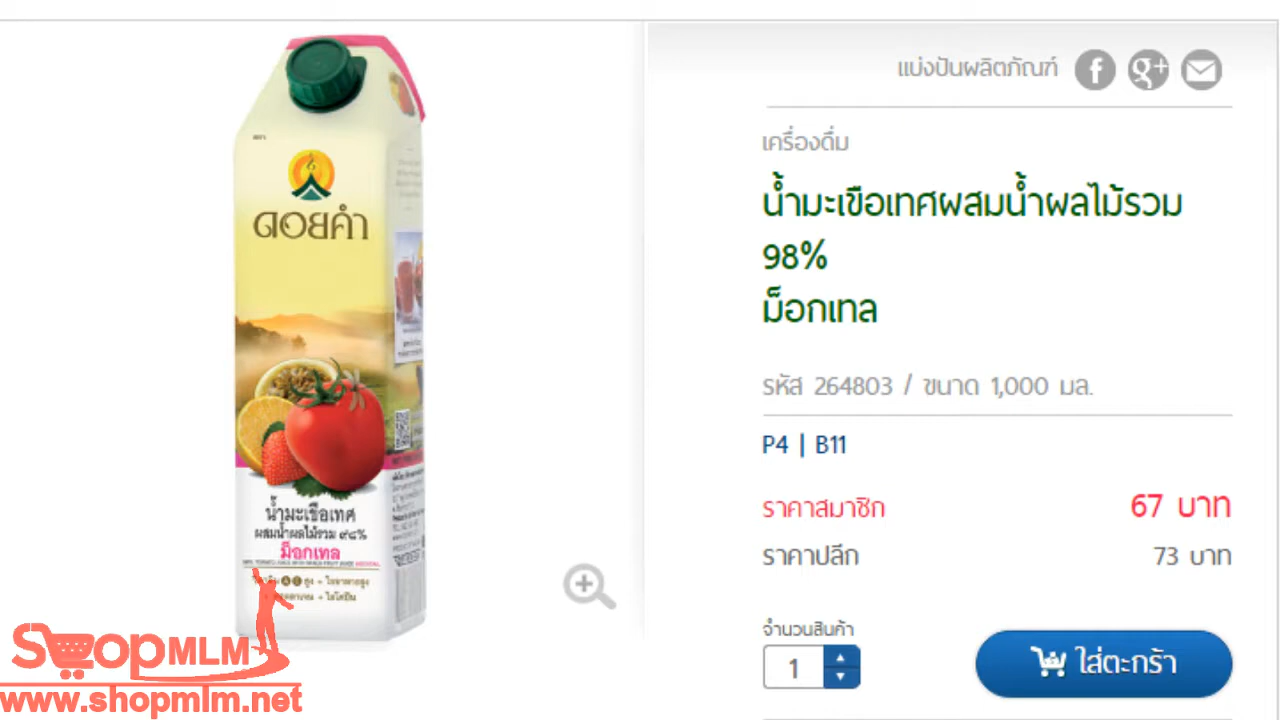 แบ่งปันผลิตภัณฑ์
เครื่องดื่ม
น้ำมะเขือเทศผสมน้ำผลไม้รวม
98%
ม็อกเทล
รหัส 264803 / ขนาด 1,000 มล.
P4 | B11
ราคาสมาชิก 67 บาท
ราคาปลีก 73 บาท
จำนวนสินค้า
1
ใส่ตะกร้า
ดอยคำ
น้ำมะเขือเทศ
ผสมน้ำผลไม้รวม ๙๘%
ม็อกเทล
SHOPMLM
www.shopmlm.net